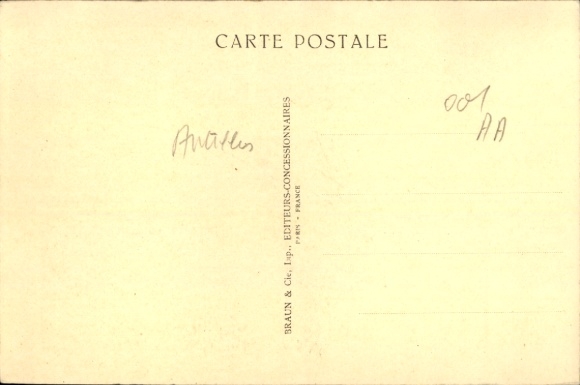 CARTE POSTALE
Antilles
001
AA
BRAUN & Cie, Imp., EDITEURS-CONCESSIONNAIRES
PARIS - FRANCE